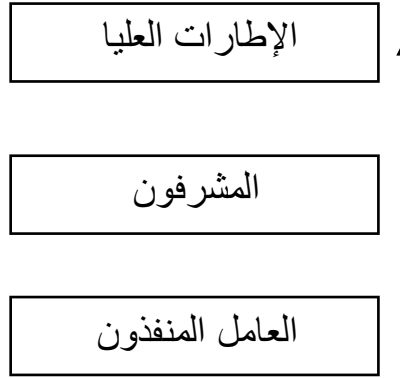 الإطارات العليا
المشرفون
العامل المنفذون